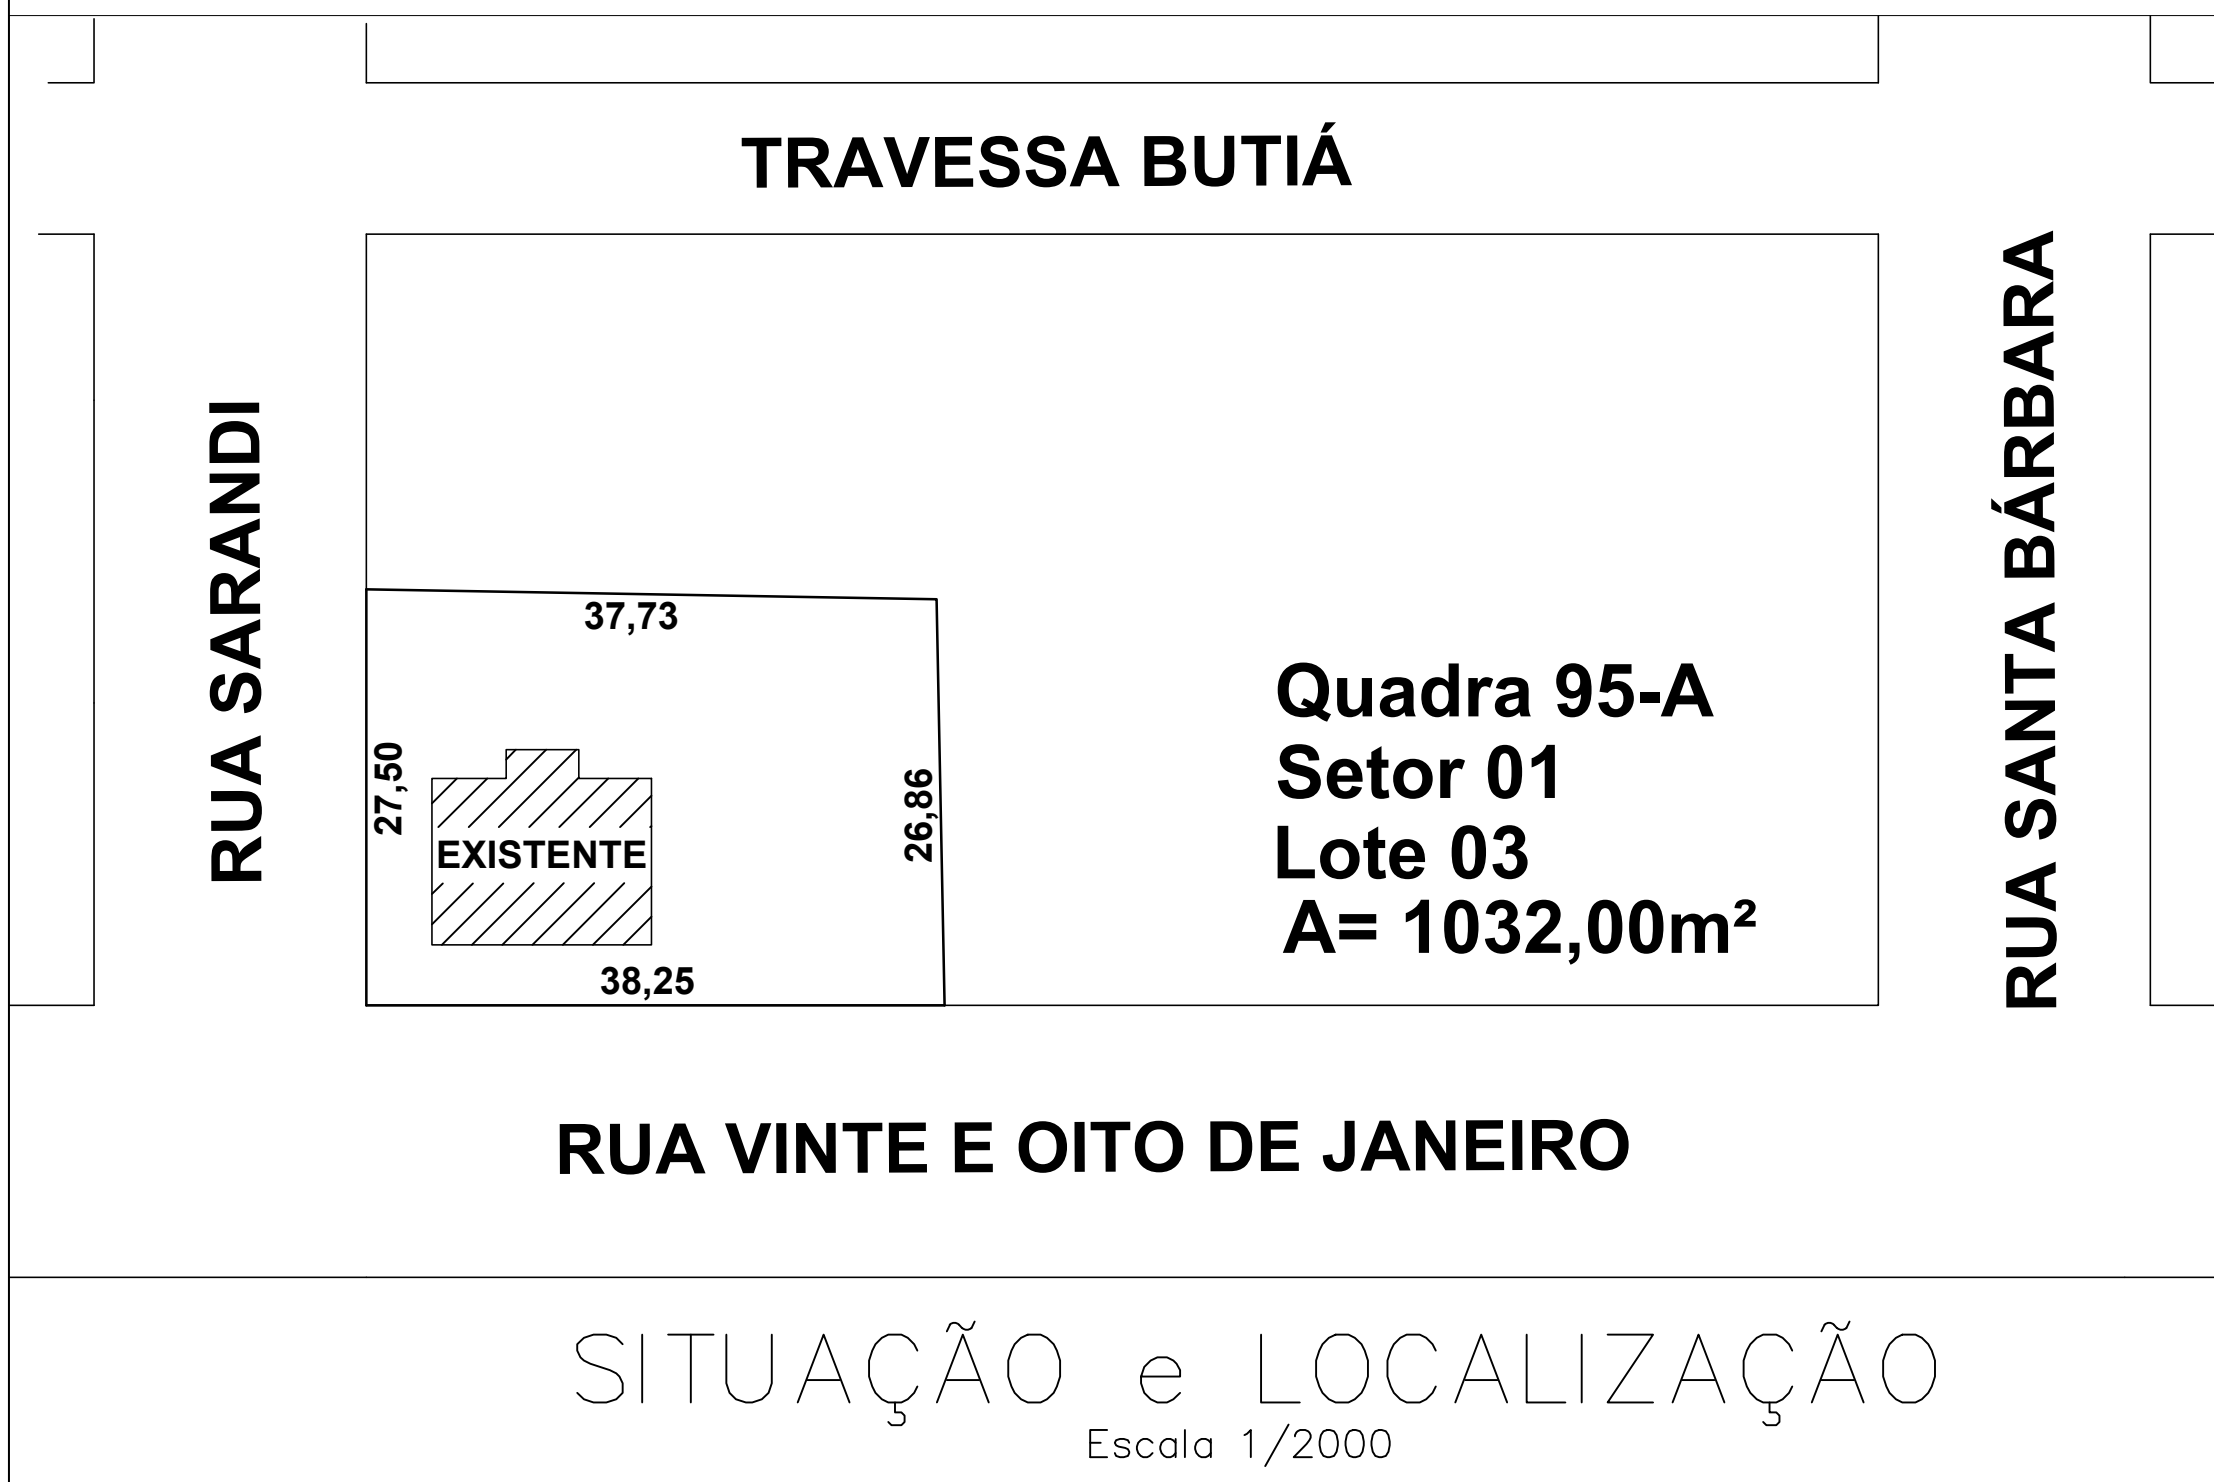 TRAVESSA BUTIÁ
RUA SARANDI
RUA SANTA BÁRBARA
37,73
27,50
26,86
EXISTENTE
38,25
Quadra 95-A
Setor 01
Lote 03
A= 1032,00m²
RUA VINTE E OITO DE JANEIRO
SITUAÇÃO e LOCALIZAÇÃO
Escala 1/2000